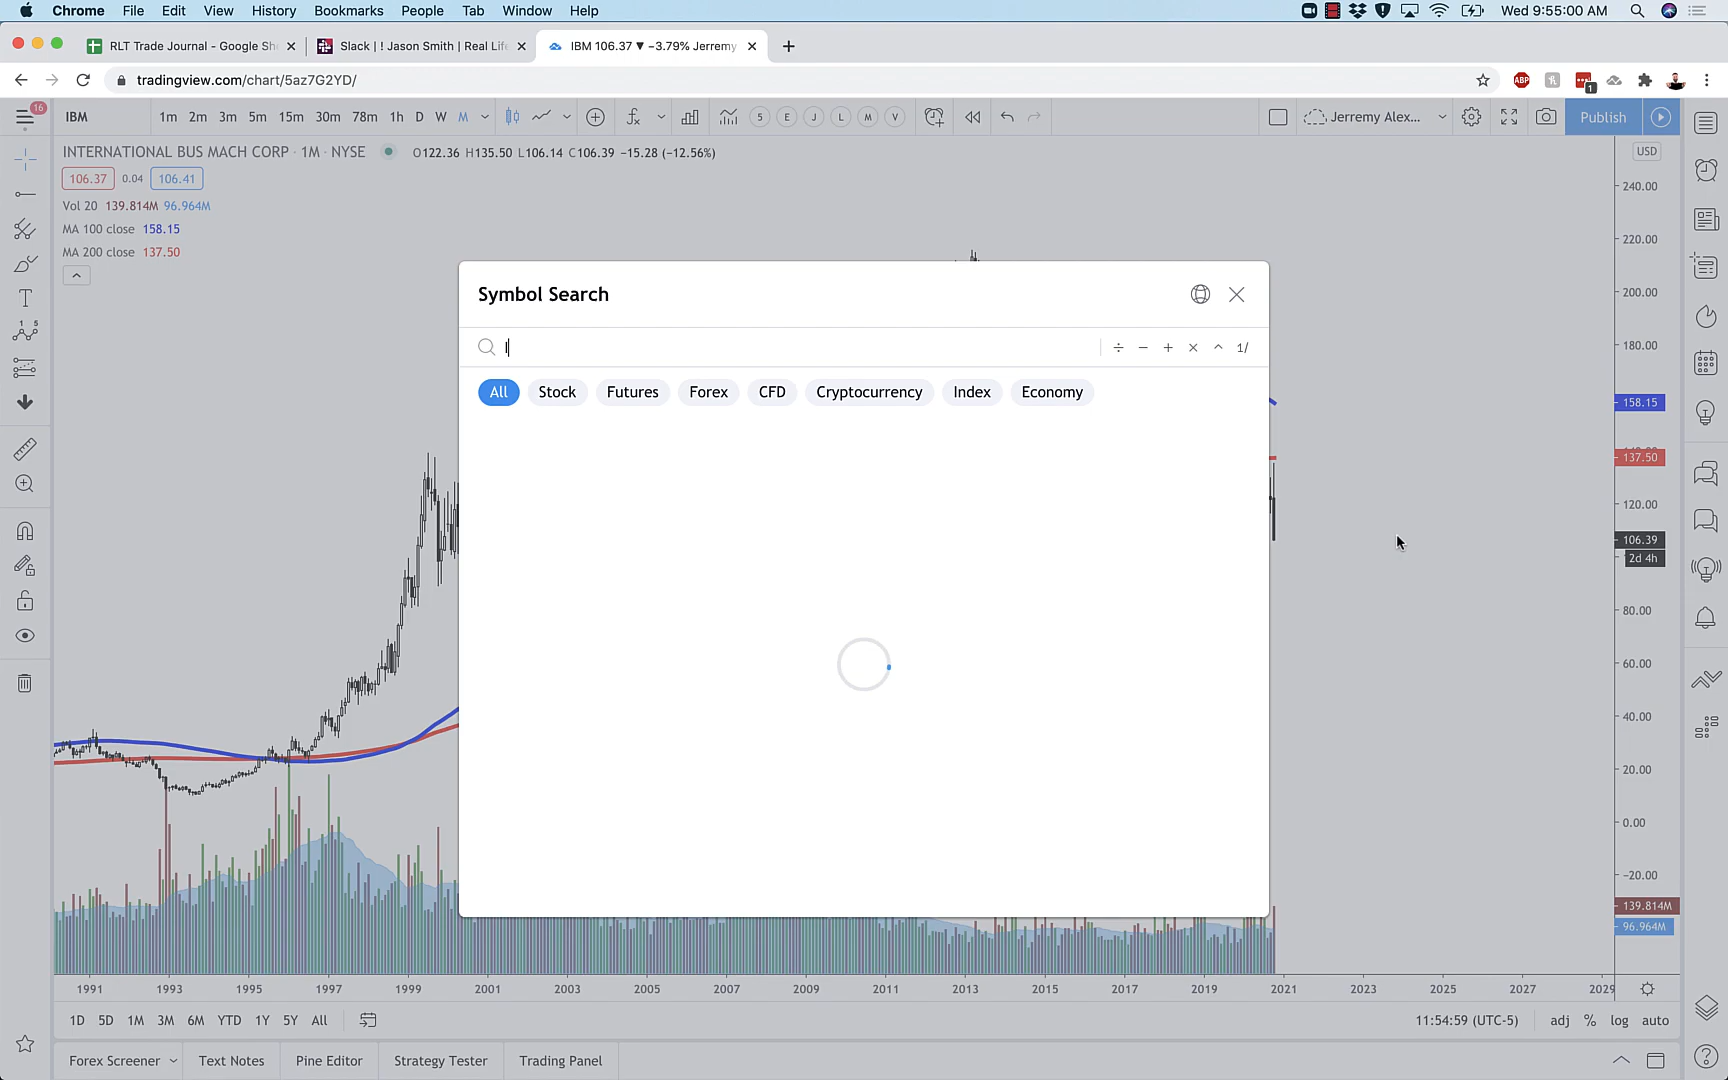 Chrome File Edit View History Bookmarks People Tab Window Help Wed 9:55:00 AM
RLT Trade Journal - Google Sh Slack | ! Jason Smith | Real Life IBM 106.37 ▼ −3.79% Jerremy
tradingview.com/chart/5az7G2YD/ ABP 1
16 IBM 1m 2m 3m 5m 15m 30m 78m 1h D W M S E J L M V Jerremy Alex... Publish
INTERNATIONAL BUS MACH CORP · 1M · NYSE O122.36 H135.50 L106.14 C106.39 −15.28 (−12.56%) USD
106.37 0.04 106.41
Vol 20 139.814M 96.964M
MA 100 close 158.15
MA 200 close 137.50
Symbol Search
I ÷ − + × ^ 1/
All Stock Futures Forex CFD Cryptocurrency Index Economy
240.00
220.00
200.00
180.00
158.15
137.50
120.00
106.39
2d 4h
80.00
60.00
40.00
20.00
0.00
−20.00
139.814M
96.964M
1991 1993 1995 1997 1999 2001 2003 2005 2007 2009 2011 2013 2015 2017 2019 2021 2023 2025 2027 2029
1D 5D 1M 3M 6M YTD 1Y 5Y All 11:54:59 (UTC-5) adj % log auto
Forex Screener Text Notes Pine Editor Strategy Tester Trading Panel